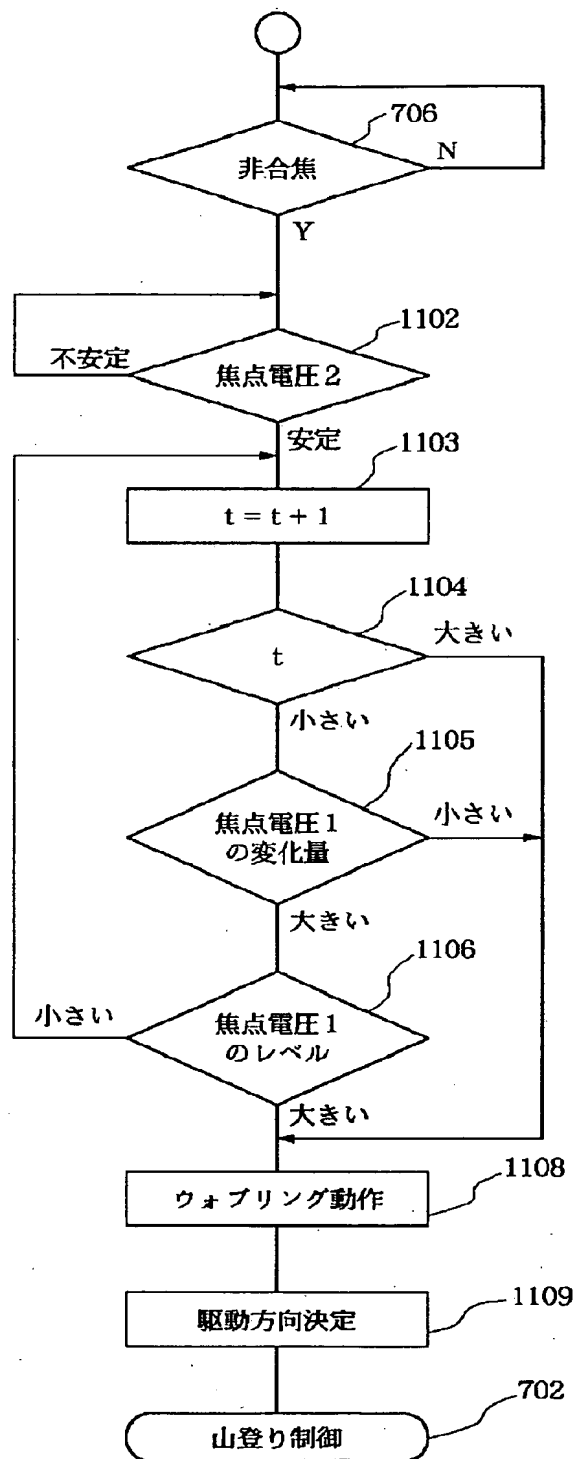 706
非合焦
N
Y
1102
不安定
焦点電圧2
安定
1103
t = t + 1
1104
大きい
t
小さい
1105
焦点電圧1
の変化量
小さい
大きい
1106
小さい
焦点電圧1
のレベル
大きい
1108
ウォブリング動作
1109
駆動方向決定
702
山登り制御